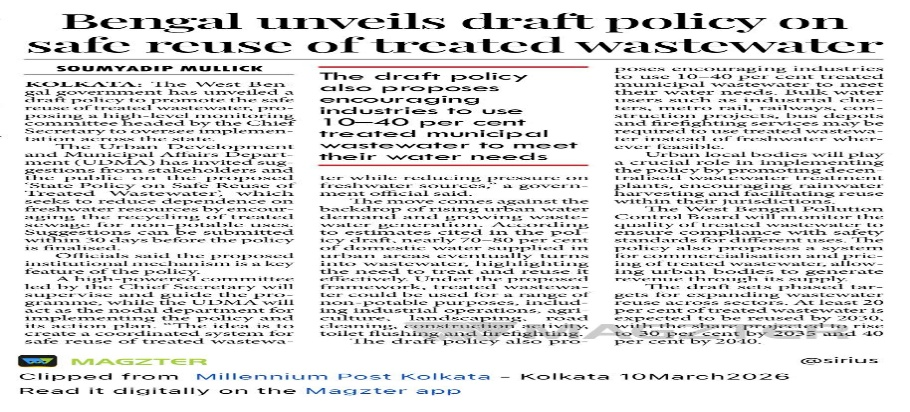 Bengal unveils draft policy on
safe reuse of treated wastewater
SOUMYADIP MULLICK
KOLKATA: The West Ben-
gal government has unveiled a
draft policy to promote the safe
reuse of treated wastewater, pro-
posing a high-level monitoring
committee headed by the Chief
Secretary to oversee implemen-
tation across the state.
The Urban Development
and Municipal Affairs Depart-
ment (UDMA) has invited sug-
gestions from stakeholders and
the public on the proposed
'State Policy on Safe Reuse of
Treated Wastewater', which
seeks to reduce dependence on
freshwater resources by encour-
aging the recycling of treated
sewage for non-potable uses.
Suggestions can be submitted
within 30 days before the policy
is finalised.
Officials said the proposed
institutional mechanism is a key
feature of the policy.
A high-powered committee
led by the Chief Secretary will
supervise and guide the pro-
gramme, while the UDMA will
act as the nodal department for
implementing the policy and
its action plan. "The idea is to
create a coordinated system for
safe reuse of treated wastewa-
The draft policy
also proposes
encouraging
industries to use
10–40 per cent
treated municipal
wastewater to meet
their water needs
ter while reducing pressure on
freshwater sources," a govern-
ment official said.
The move comes against the
backdrop of rising urban water
demand and growing waste-
water generation. According
to estimates cited in the pol-
icy draft, nearly 70–80 per cent
of domestic water supplied in
urban areas eventually turns
into wastewater, highlighting
the need to treat and reuse it
effectively. Under the proposed
framework, treated wastewa-
ter could be used for a range of
non-potable purposes, includ-
ing industrial operations, agri-
culture, landscaping, road
cleaning, construction activity,
toilet flushing and firefighting.
The draft policy also pro-
poses encouraging industries
to use 10–40 per cent treated
municipal wastewater to meet
their water needs. Bulk water
users such as industrial clus-
ters, metro rail, railways, con-
struction projects, bus depots
and firefighting services may be
required to use treated wastewa-
ter instead of freshwater wher-
ever feasible.
Urban local bodies will play
a crucial role in implementing
the policy by promoting decen-
tralised wastewater treatment
plants, encouraging rainwater
harvesting and facilitating reuse
within their jurisdictions.
The West Bengal Pollution
Control Board will monitor the
quality of treated wastewater to
ensure compliance with safety
standards for different uses. The
policy also proposes a system
for commercialisation and pric-
ing of treated wastewater, allow-
ing urban bodies to generate
revenue through its supply.
The draft sets phased tar-
gets for expanding wastewater
reuse across sectors. At least 20
per cent of treated wastewater is
expected to be reused by 2030,
with the share projected to rise
to 30 per cent by 2035 and 40
per cent by 2040.
MAGZTER
MAGZTER
@sirius
Clipped from Millennium Post Kolkata - Kolkata 10March2026
Read it digitally on the Magzter app